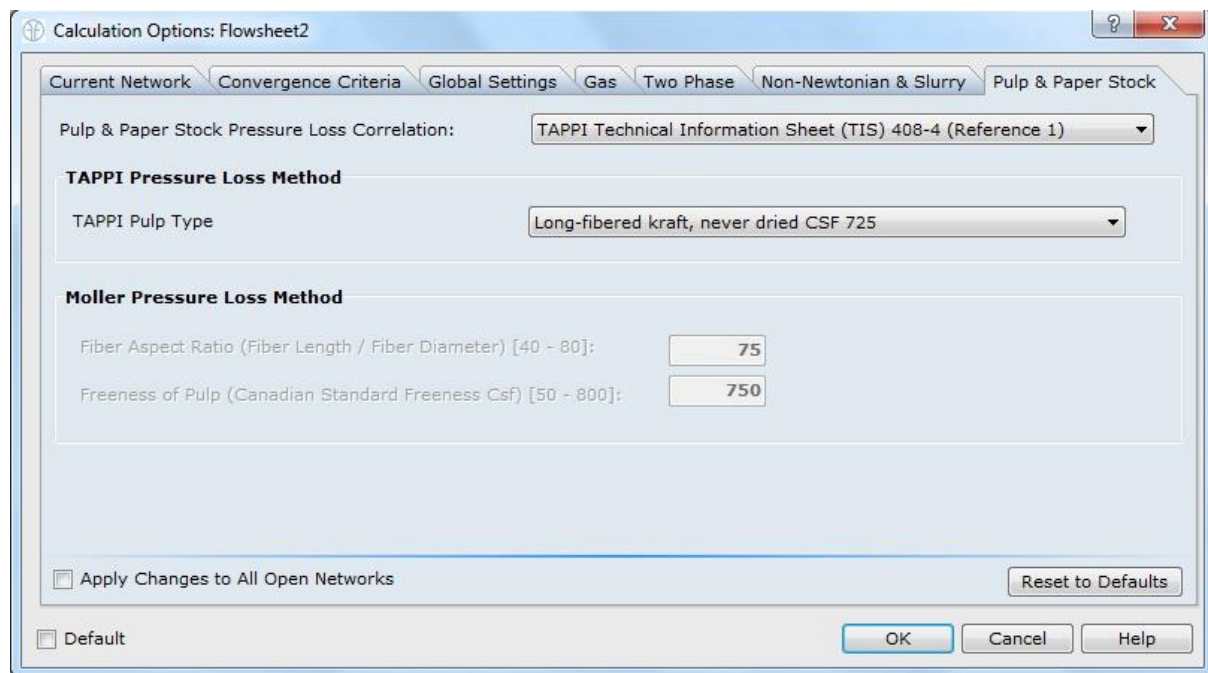 Calculation Options: Flowsheet2
Current Network Convergence Criteria Global Settings Gas Two Phase Non-Newtonian & Slurry Pulp & Paper Stock
Pulp & Paper Stock Pressure Loss Correlation: TAPPI Technical Information Sheet (TIS) 408-4 (Reference 1)
TAPPI Pressure Loss Method
TAPPI Pulp Type Long-fibered kraft, never dried CSF 725
Moller Pressure Loss Method
Fiber Aspect Ratio (Fiber Length / Fiber Diameter) [40 - 80]: 75
Freeness of Pulp (Canadian Standard Freeness Csf) [50 - 800]: 750
Apply Changes to All Open Networks Reset to Defaults
Default OK Cancel Help